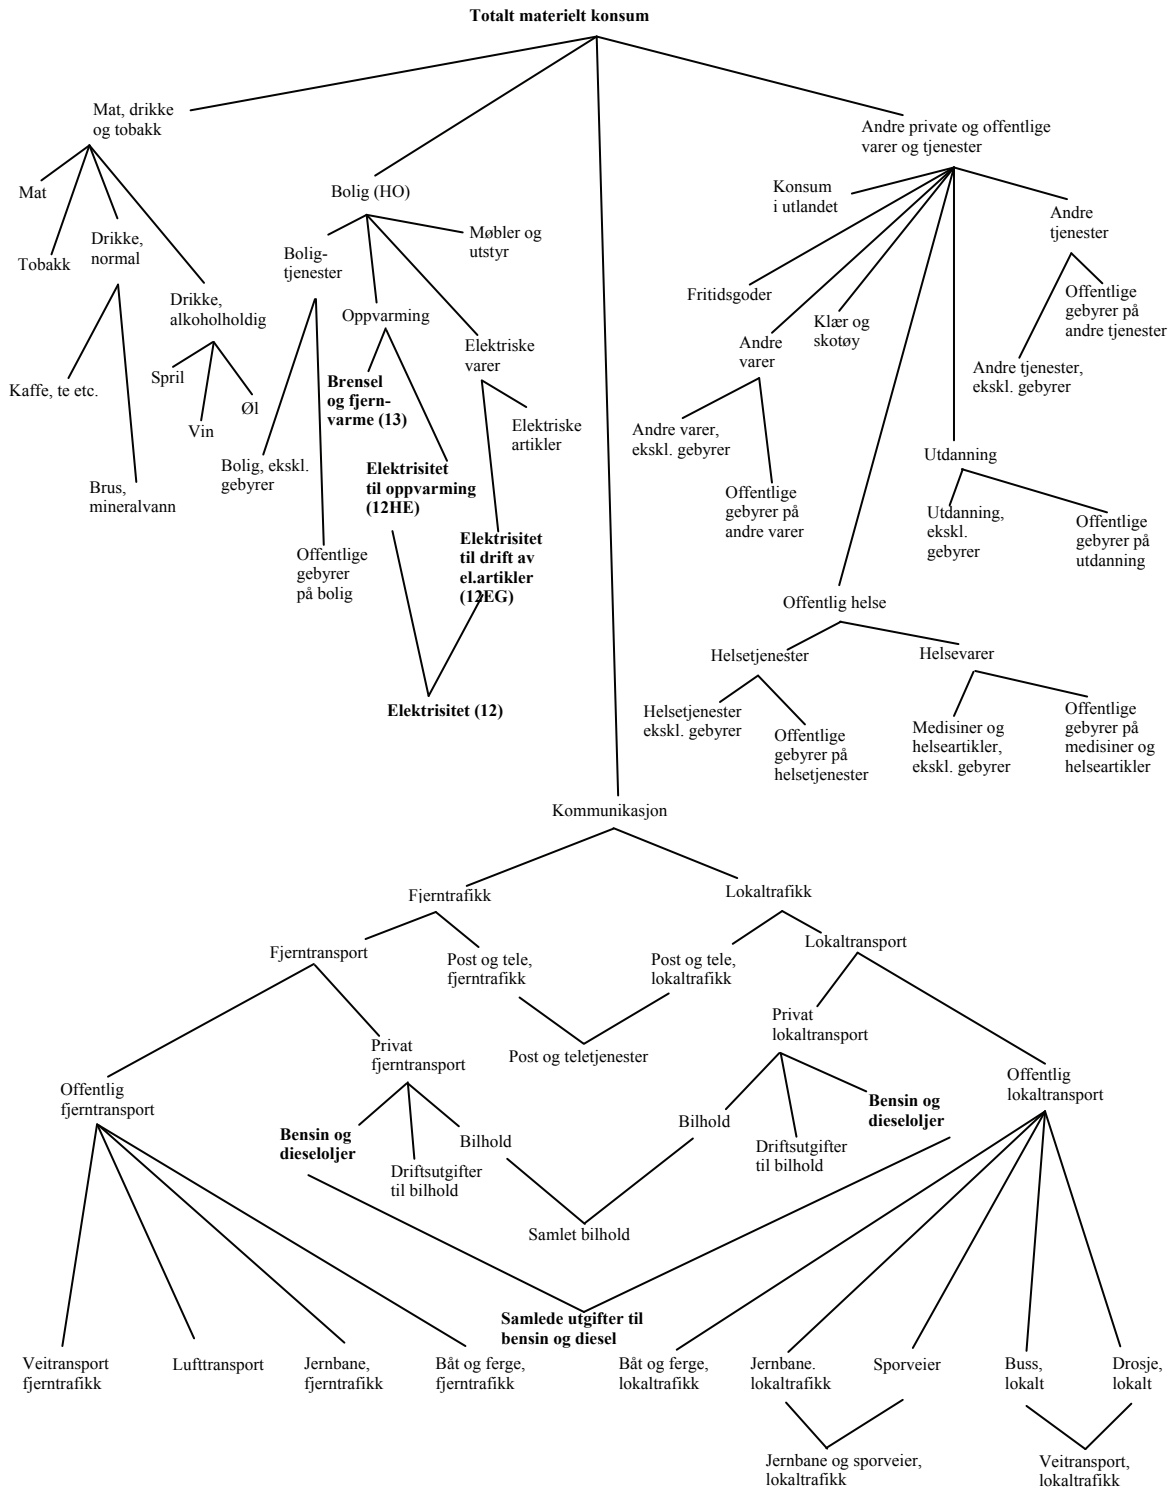 Totalt materielt konsum
Mat, drikke
og tobakk
Andre private og offentlige
varer og tjenester
Mat
Tobakk
Drikke,
normal
Drikke,
alkoholholdig
Kaffe, te etc.
Brus,
mineralvann
Spril
Vin
Øl
Bolig (HO)
Bolig-
tjenester
Oppvarming
Elektriske
varer
Møbler og
utstyr
Bolig, ekskl.
gebyrer
Offentlige
gebyrer
på bolig
Brensel
og fjern-
varme (13)
Elektrisitet
til oppvarming
(12HE)
Elektriske
artikler
Elektrisitet
til drift av
el.artikler
(12EG)
Elektrisitet (12)
Konsum
i utlandet
Fritidsgoder
Andre
varer
Klær og
skotøy
Andre
tjenester
Offentlige
gebyrer på
andre tjenester
Andre tjenester,
ekskl. gebyrer
Andre varer,
ekskl. gebyrer
Offentlige
gebyrer på
andre varer
Utdanning
Utdanning,
ekskl.
gebyrer
Offentlige
gebyrer på
utdanning
Offentlig helse
Helsetjenester
Helsevarer
Helsetjenester
ekskl. gebyrer
Offentlige
gebyrer på
helsetjenester
Medisiner og
helseartikler,
ekskl. gebyrer
Offentlige
gebyrer på
medisiner og
helseartikler
Kommunikasjon
Fjerntrafikk
Lokaltrafikk
Fjerntransport
Post og tele,
fjerntrafikk
Post og tele,
lokaltrafikk
Lokaltransport
Privat
fjerntransport
Post og teletjenester
Privat
lokaltransport
Offentlig
fjerntransport
Offentlig
lokaltransport
Bensin og
dieseloljer
Driftsutgifter
til bilhold
Bilhold
Bilhold
Driftsutgifter
til bilhold
Bensin og
dieseloljer
Samlet bilhold
Samlede utgifter til
bensin og diesel
Veitransport
fjerntrafikk
Lufttransport
Jernbane,
fjerntrafikk
Båt og ferge,
fjerntrafikk
Båt og ferge,
lokaltrafikk
Jernbane.
lokaltrafikk
Sporveier
Buss,
lokalt
Drosje,
lokalt
Jernbane og sporveier,
lokaltrafikk
Veitransport,
lokaltrafikk